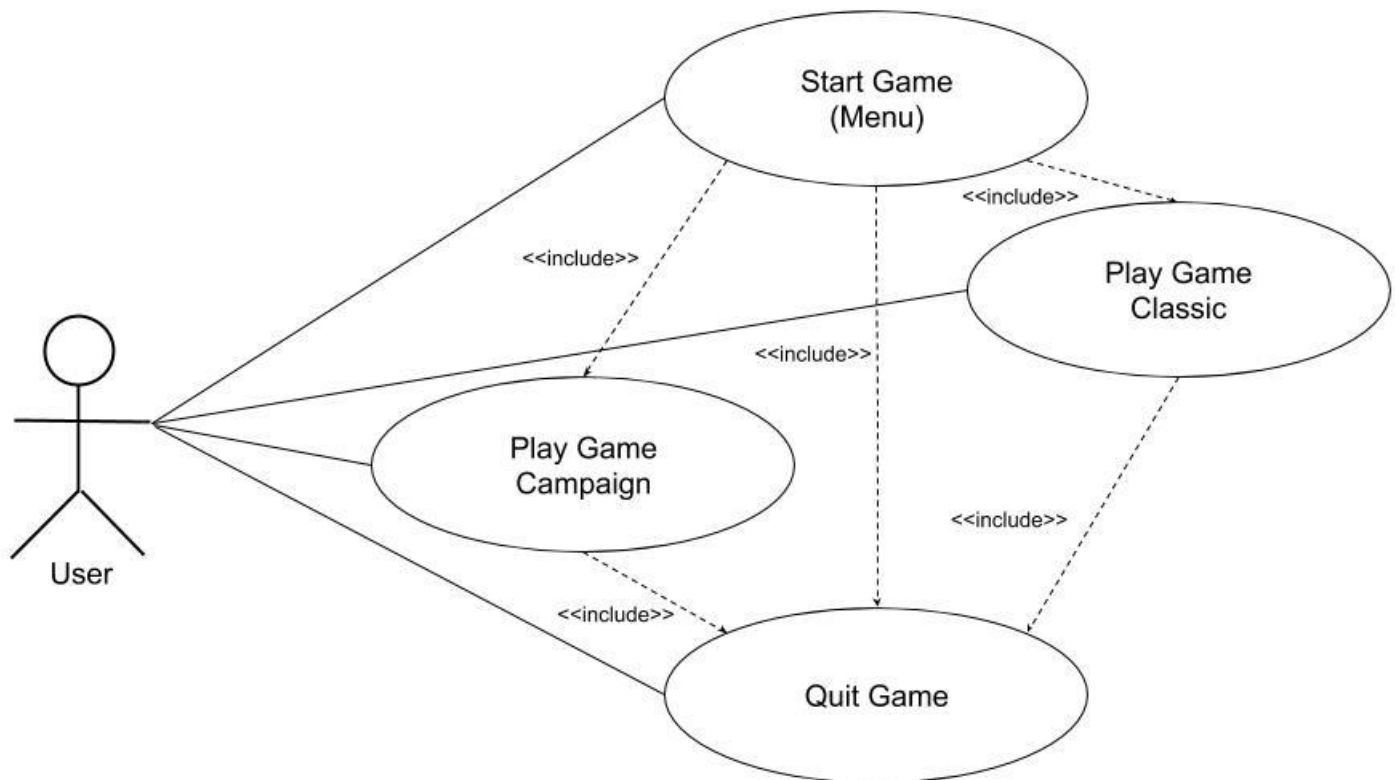 Start Game
(Menu)
<<include>>
<<include>>
Play Game
Classic
<<include>>
Play Game
Campaign
<<include>>
User
<<include>>
Quit Game